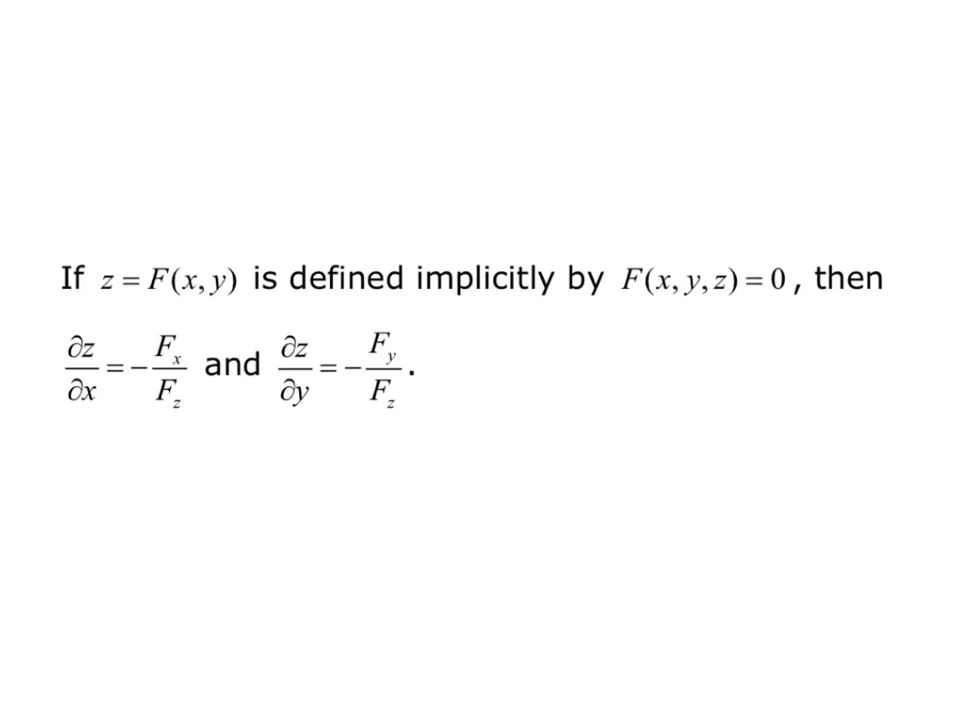 If z = F(x, y) is defined implicitly by F(x, y, z) = 0, then
∂z/∂x = −F_x/F_z and ∂z/∂y = −F_y/F_z.